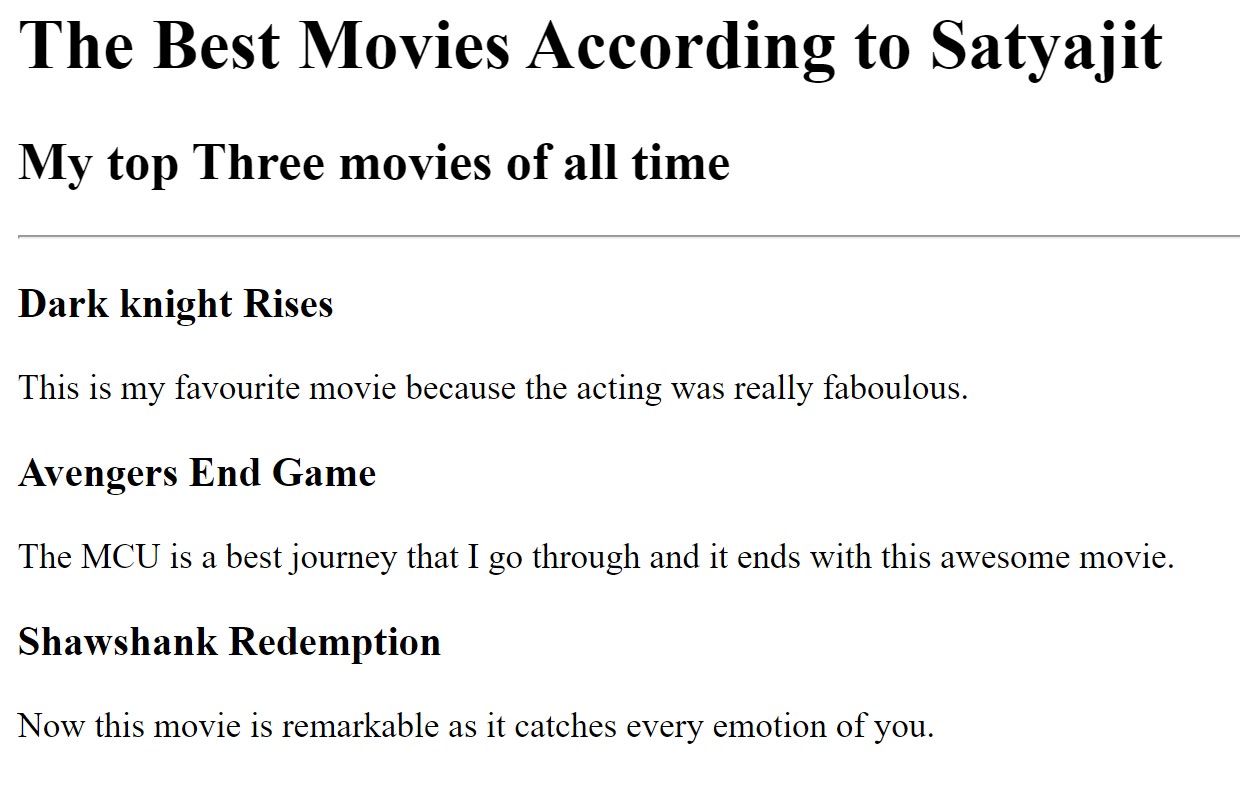 The Best Movies According to Satyajit
My top Three movies of all time
Dark knight Rises
This is my favourite movie because the acting was really faboulous.
Avengers End Game
The MCU is a best journey that I go through and it ends with this awesome movie.
Shawshank Redemption
Now this movie is remarkable as it catches every emotion of you.